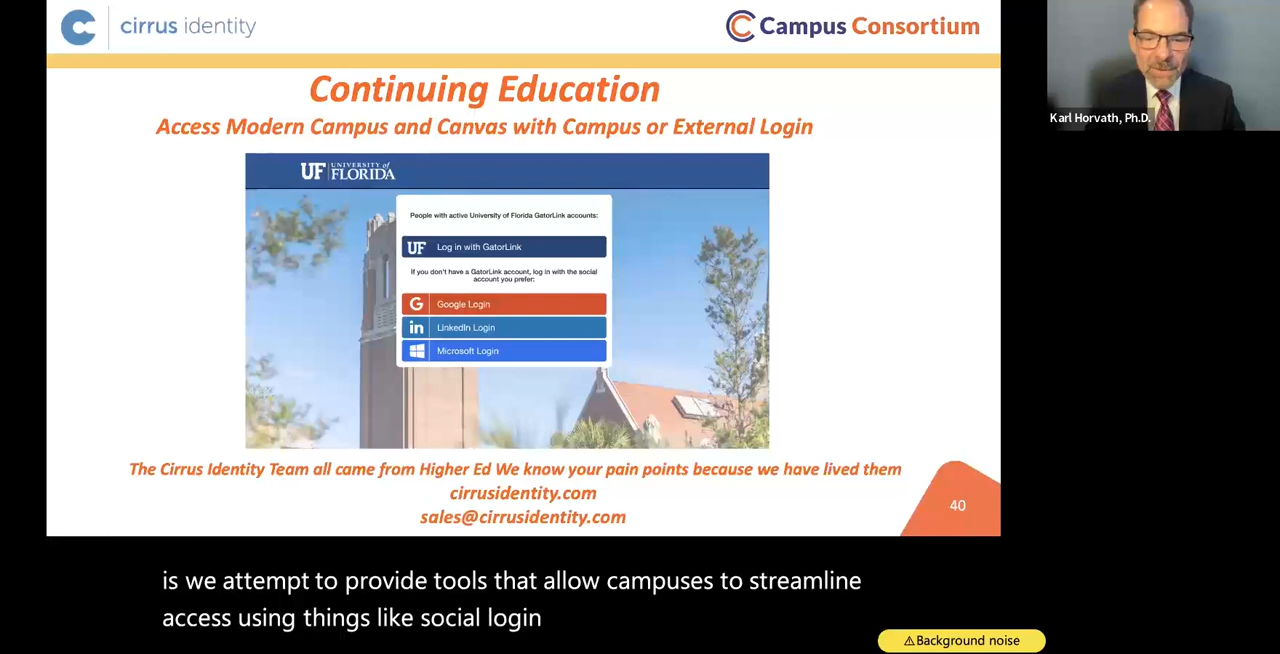 cirrus identity
Campus Consortium
Continuing Education
Access Modern Campus and Canvas with Campus or External Login
UF UNIVERSITY of FLORIDA
People with active University of Florida GatorLink accounts:
UF Log in with GatorLink
If you don't have a GatorLink account, log in with the social
account you prefer:
G Google Login
in LinkedIn Login
Microsoft Login
The Cirrus Identity Team all came from Higher Ed We know your pain points because we have lived them
cirrusidentity.com
sales@cirrusidentity.com
40
Karl Horvath, Ph.D.
is we attempt to provide tools that allow campuses to streamline
access using things like social login
⚠Background noise